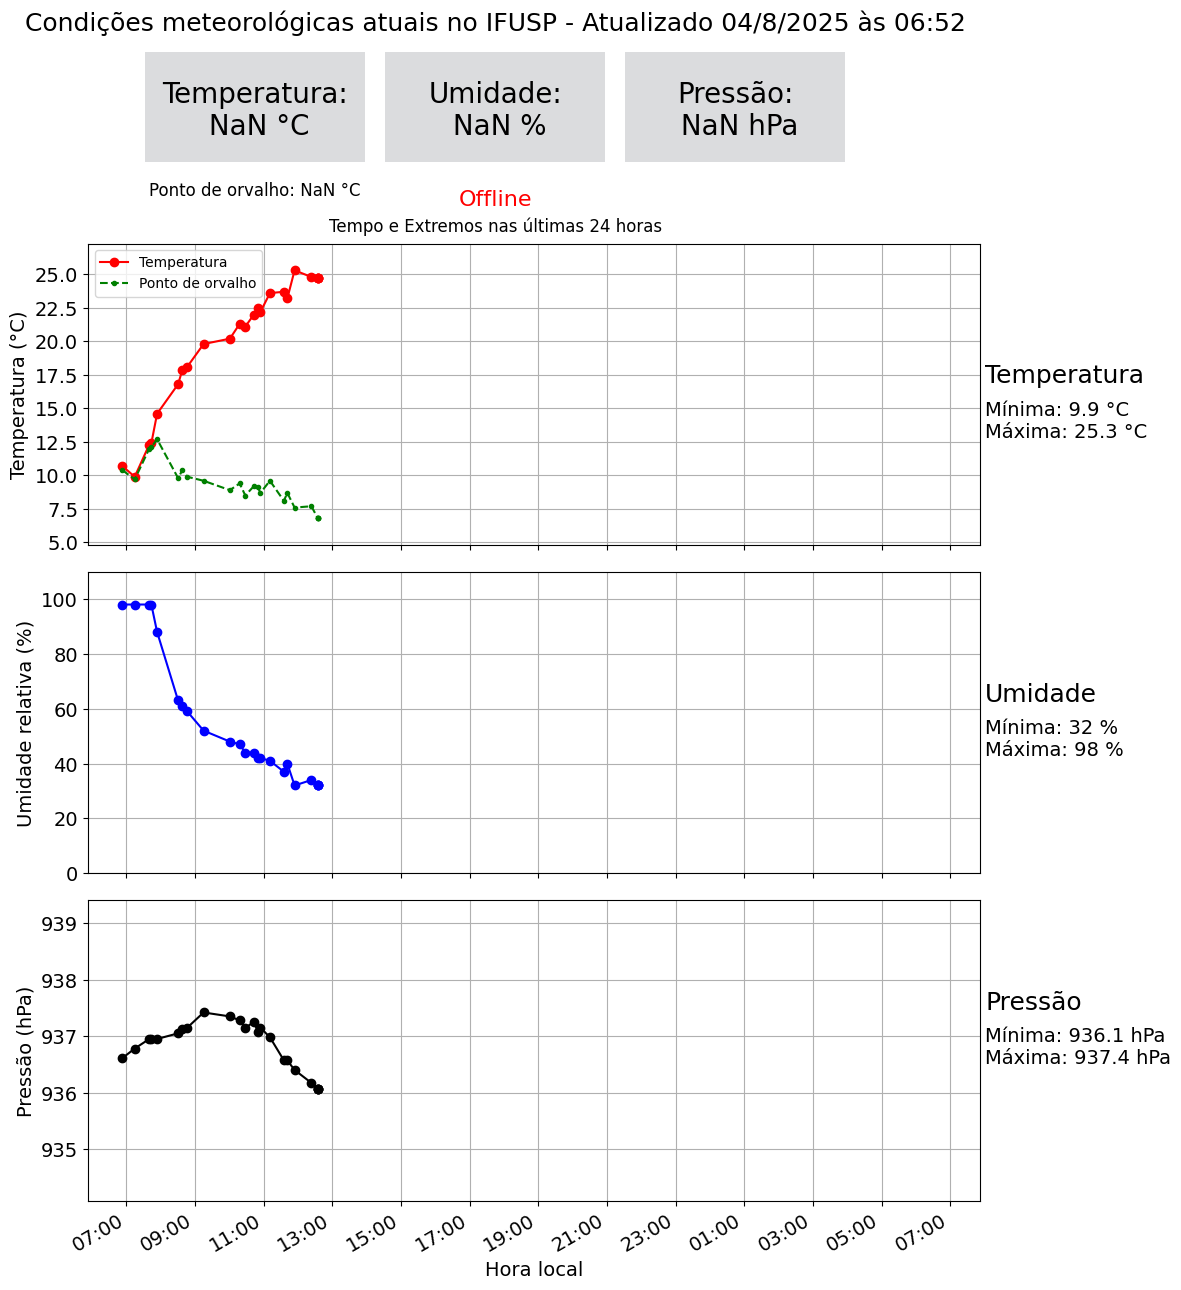 Condições meteorológicas atuais no IFUSP - Atualizado 04/8/2025 às 06:52
Temperatura:
NaN °C
Umidade:
NaN %
Pressão:
NaN hPa
Ponto de orvalho: NaN °C
Offline
Tempo e Extremos nas últimas 24 horas
Temperatura
Ponto de orvalho
Temperatura (°C)
25.0
22.5
20.0
17.5
15.0
12.5
10.0
7.5
5.0
Temperatura
Mínima: 9.9 °C
Máxima: 25.3 °C
Umidade relativa (%)
100
80
60
40
20
0
Umidade
Mínima: 32 %
Máxima: 98 %
Pressão (hPa)
939
938
937
936
935
Pressão
Mínima: 936.1 hPa
Máxima: 937.4 hPa
07:00 09:00 11:00 13:00 15:00 17:00 19:00 21:00 23:00 01:00 03:00 05:00 07:00
Hora local